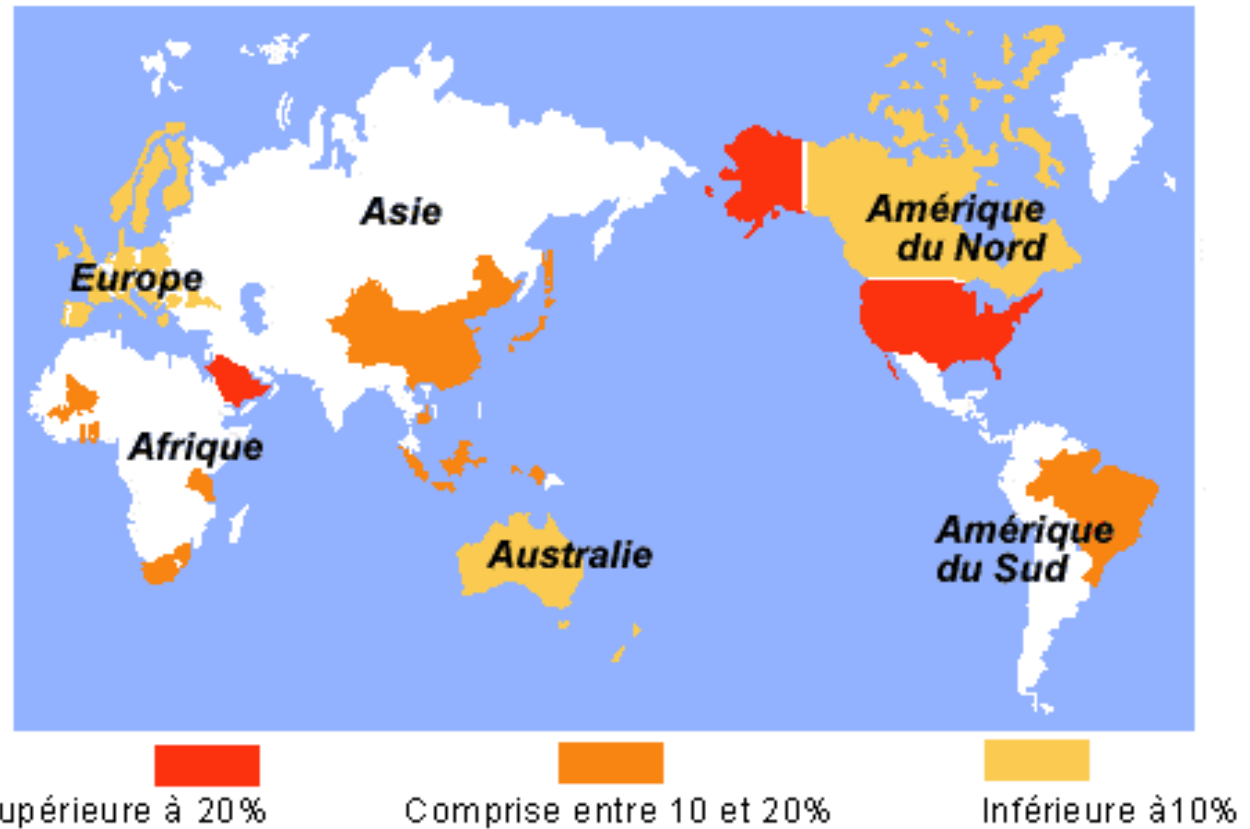 Asie
Amérique
du Nord
Europe
Afrique
Amérique
du Sud
Australie
upérieure à 20%
Comprise entre 10 et 20%
Inférieure à10%